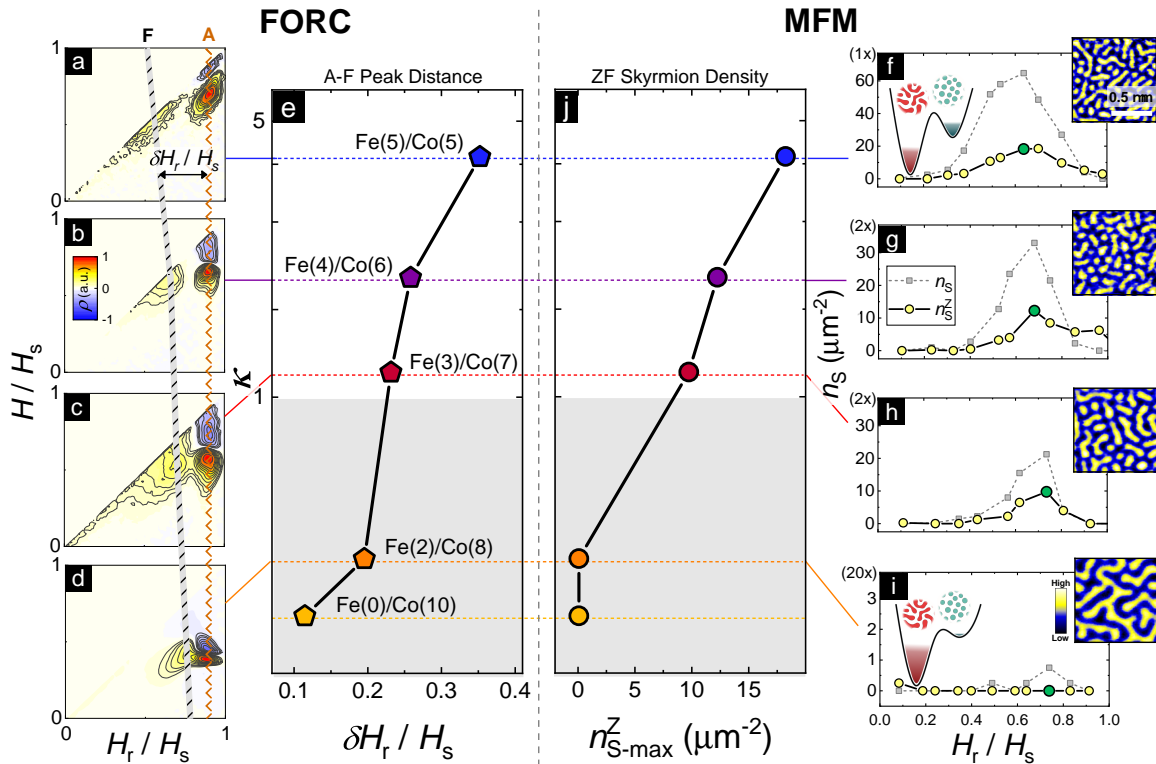 FORC
MFM
F
A
a
1
0
δHr / Hs
b
1
ρ (a.u.)
1
0
-1
0
c
1
0
d
1
0
0
1
H / Hs
Hr / Hs
A-F Peak Distance
e
5
κ
1
Fe(5)/Co(5)
Fe(4)/Co(6)
Fe(3)/Co(7)
Fe(2)/Co(8)
Fe(0)/Co(10)
0.1
0.2
0.3
0.4
δHr / Hs
ZF Skyrmion Density
j
0
5
10
15
nZS-max (μm-2)
nS (μm-2)
(1x)
f
60
40
20
0
(2x)
g
30
20
10
0
nS
nZS
(2x)
h
30
20
10
0
(20x)
i
3
2
1
0
High
Low
0.0
0.2
0.4
0.6
0.8
1.0
Hr / Hs